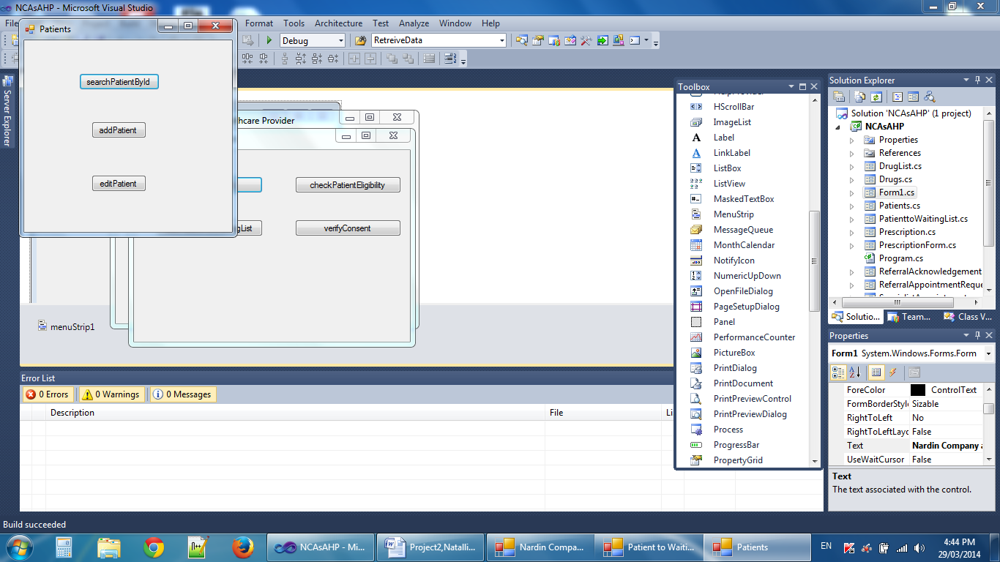 NCAsAHP - Microsoft Visual Studio
Format Tools Architecture Test Analyze Window Help
Debug RetreiveData
Patients
searchPatientById
addPatient
editPatient
hcare Provider
checkPatientEligibility
gList
verifyConsent
menuStrip1
Server Explorer
Toolbox
HelpProvider
HScrollBar
ImageList
Label
LinkLabel
ListBox
ListView
MaskedTextBox
MenuStrip
MessageQueue
MonthCalendar
NotifyIcon
NumericUpDown
OpenFileDialog
PageSetupDialog
Panel
PerformanceCounter
PictureBox
PrintDialog
PrintDocument
PrintPreviewControl
PrintPreviewDialog
Process
ProgressBar
PropertyGrid
Solution Explorer
Solution 'NCAsAHP' (1 project)
NCAsAHP
Properties
References
DrugList.cs
Drugs.cs
Form1.cs
Patients.cs
PatienttoWaitingList.cs
Prescription.cs
PrescriptionForm.cs
Program.cs
ReferralAcknowledgement
ReferralAppointmentReque
Solutio... Team... Class V...
Properties
Form1 System.Windows.Forms.Form
ForeColor ControlText
FormBorderStyle Sizable
RightToLeft No
RightToLeftLayo False
Text Nardin Company a
UseWaitCursor False
Text
The text associated with the control.
Error List
0 Errors 0 Warnings 0 Messages
Description File Li
Build succeeded
NCAsAHP - Mi... Project2,Natalli... Nardin Compa... Patient to Waiti... Patients
EN
4:44 PM
29/03/2014